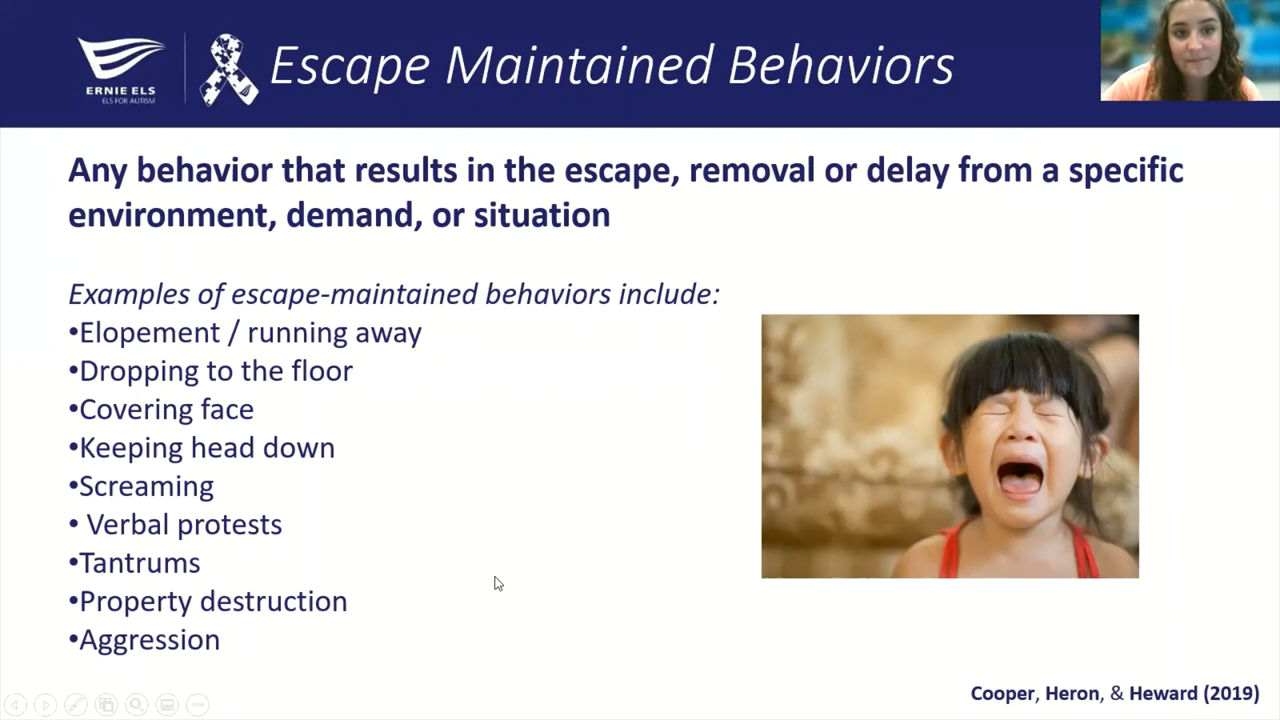 ERNIE ELS
ELS FOR AUTISM
Escape Maintained Behaviors
Any behavior that results in the escape, removal or delay from a specific
environment, demand, or situation
Examples of escape-maintained behaviors include:
•Elopement / running away
•Dropping to the floor
•Covering face
•Keeping head down
•Screaming
• Verbal protests
•Tantrums
•Property destruction
•Aggression
Cooper, Heron, & Heward (2019)